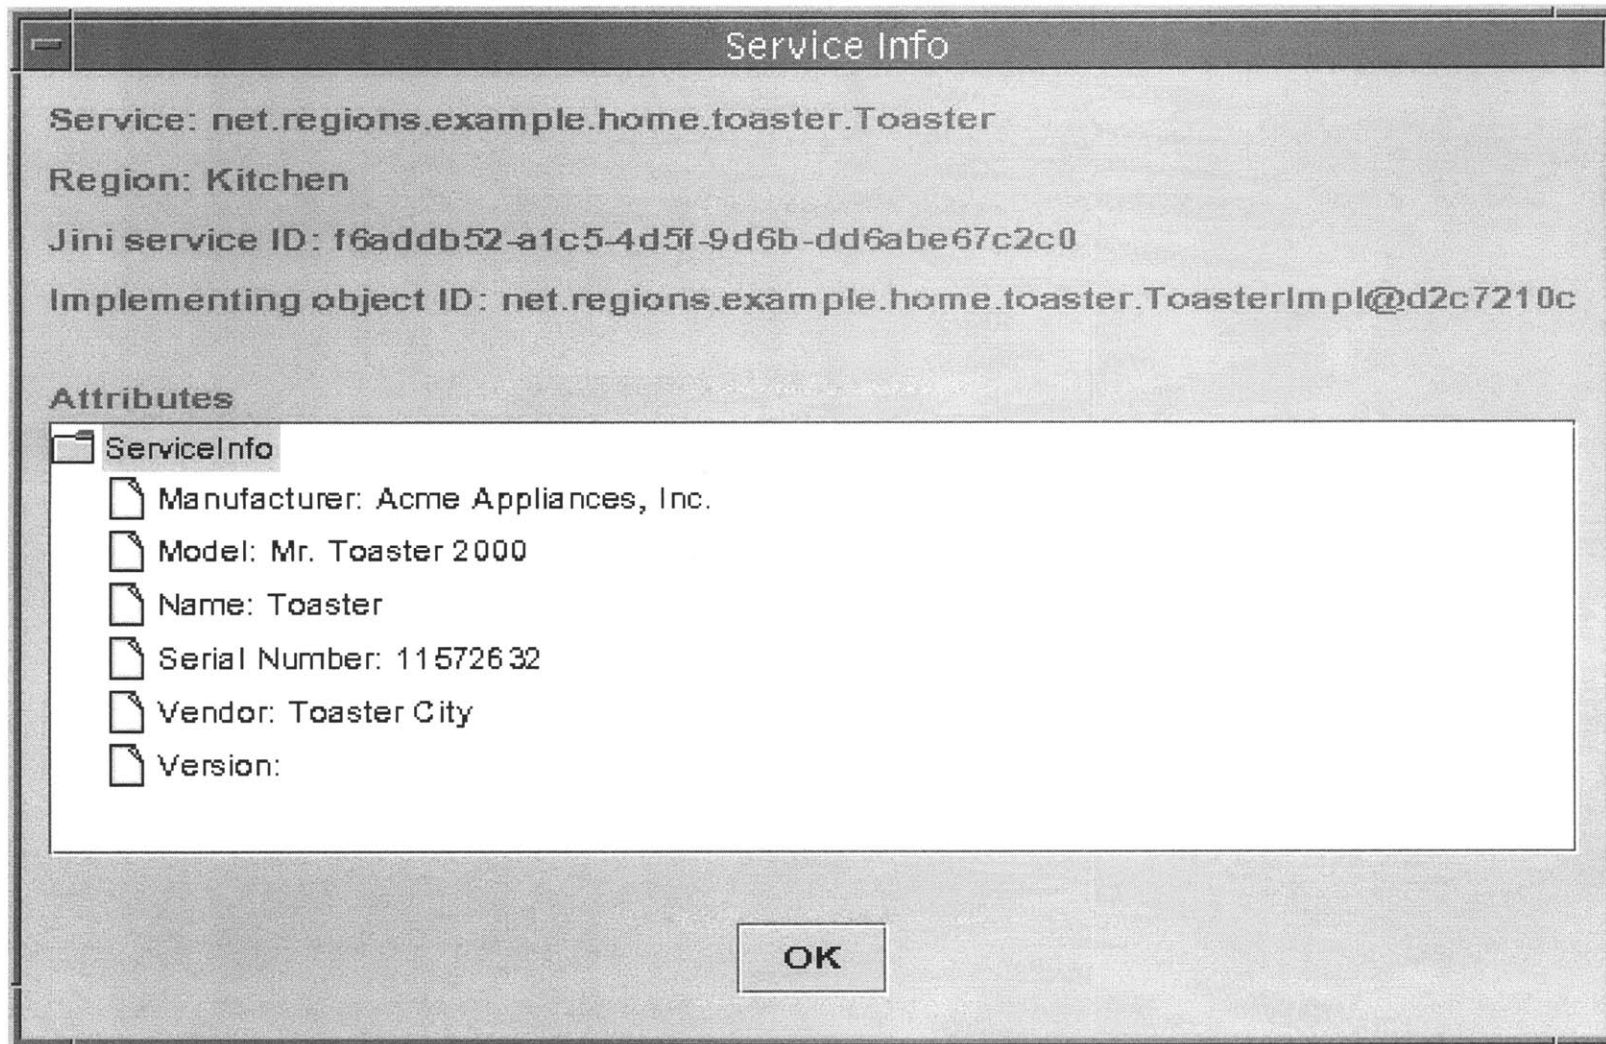 Service Info
Service: net.regions.example.home.toaster.Toaster
Region: Kitchen
Jini service ID: f6addb52-a1c5-4d5f-9d6b-dd6abe67c2c0
Implementing object ID: net.regions.example.home.toaster.ToasterImpl@d2c7210c
Attributes
ServiceInfo
Manufacturer: Acme Appliances, Inc.
Model: Mr. Toaster 2000
Name: Toaster
Serial Number: 11572632
Vendor: Toaster City
Version:
OK